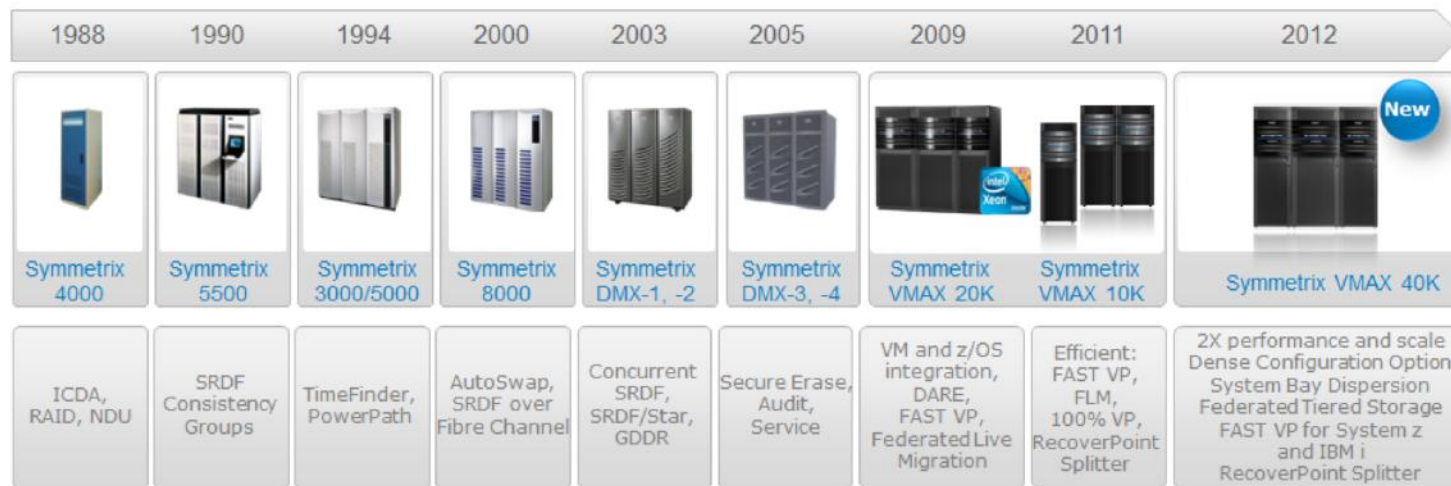 1988
1990
1994
2000
2003
2005
2009
2011
2012
New
intel
Xeon
inside
Symmetrix
4000
Symmetrix
5500
Symmetrix
3000/5000
Symmetrix
8000
Symmetrix
DMX-1, -2
Symmetrix
DMX-3, -4
Symmetrix
VMAX 20K
Symmetrix
VMAX 10K
Symmetrix VMAX 40K
ICDA,
RAID, NDU
SRDF
Consistency
Groups
TimeFinder,
PowerPath
AutoSwap,
SRDF over
Fibre Channel
Concurrent
SRDF,
SRDF/Star,
GDDR
Secure Erase,
Audit,
Service
VM and z/OS
integration,
DARE,
FAST VP,
Federated Live
Migration
Efficient:
FAST VP,
FLM,
100% VP,
RecoverPoint
Splitter
2X performance and scale
Dense Configuration Option
System Bay Dispersion
Federated Tiered Storage
FAST VP for System z
and IBM i
RecoverPoint Splitter